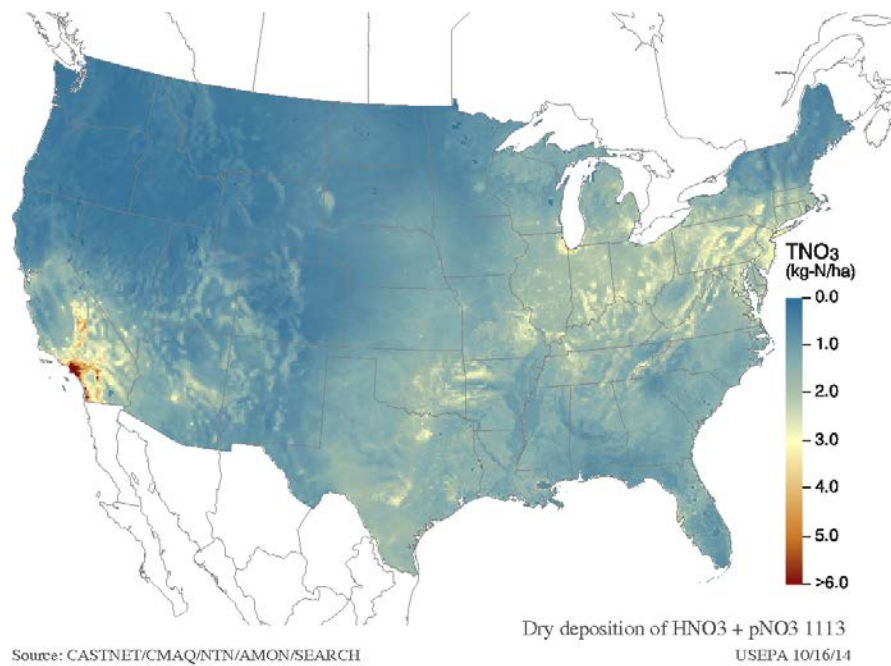 TNO3
(kg-N/ha)
0.0
1.0
2.0
3.0
4.0
5.0
>6.0
Dry deposition of HNO3 + pNO3 1113
Source: CASTNET/CMAQ/NTN/AMON/SEARCH
USEPA 10/16/14